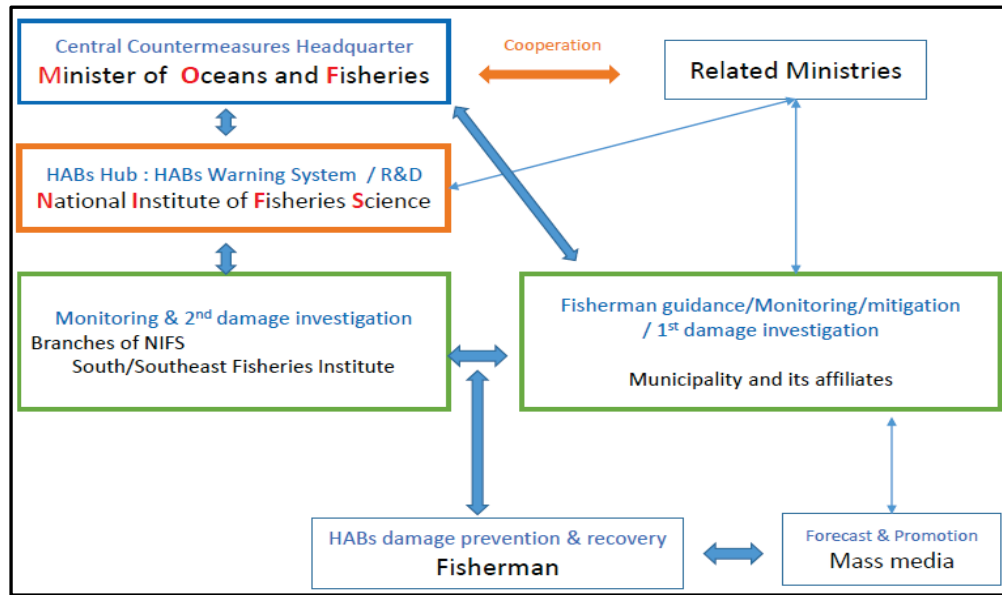 Central Countermeasures Headquarter
Minister of Oceans and Fisheries
Cooperation
Related Ministries
HABs Hub : HABs Warning System / R&D
National Institute of Fisheries Science
Monitoring & 2nd damage investigation
Branches of NIFS
South/Southeast Fisheries Institute
Fisherman guidance/Monitoring/mitigation
/ 1st damage investigation
Municipality and its affiliates
HABs damage prevention & recovery
Fisherman
Forecast & Promotion
Mass media